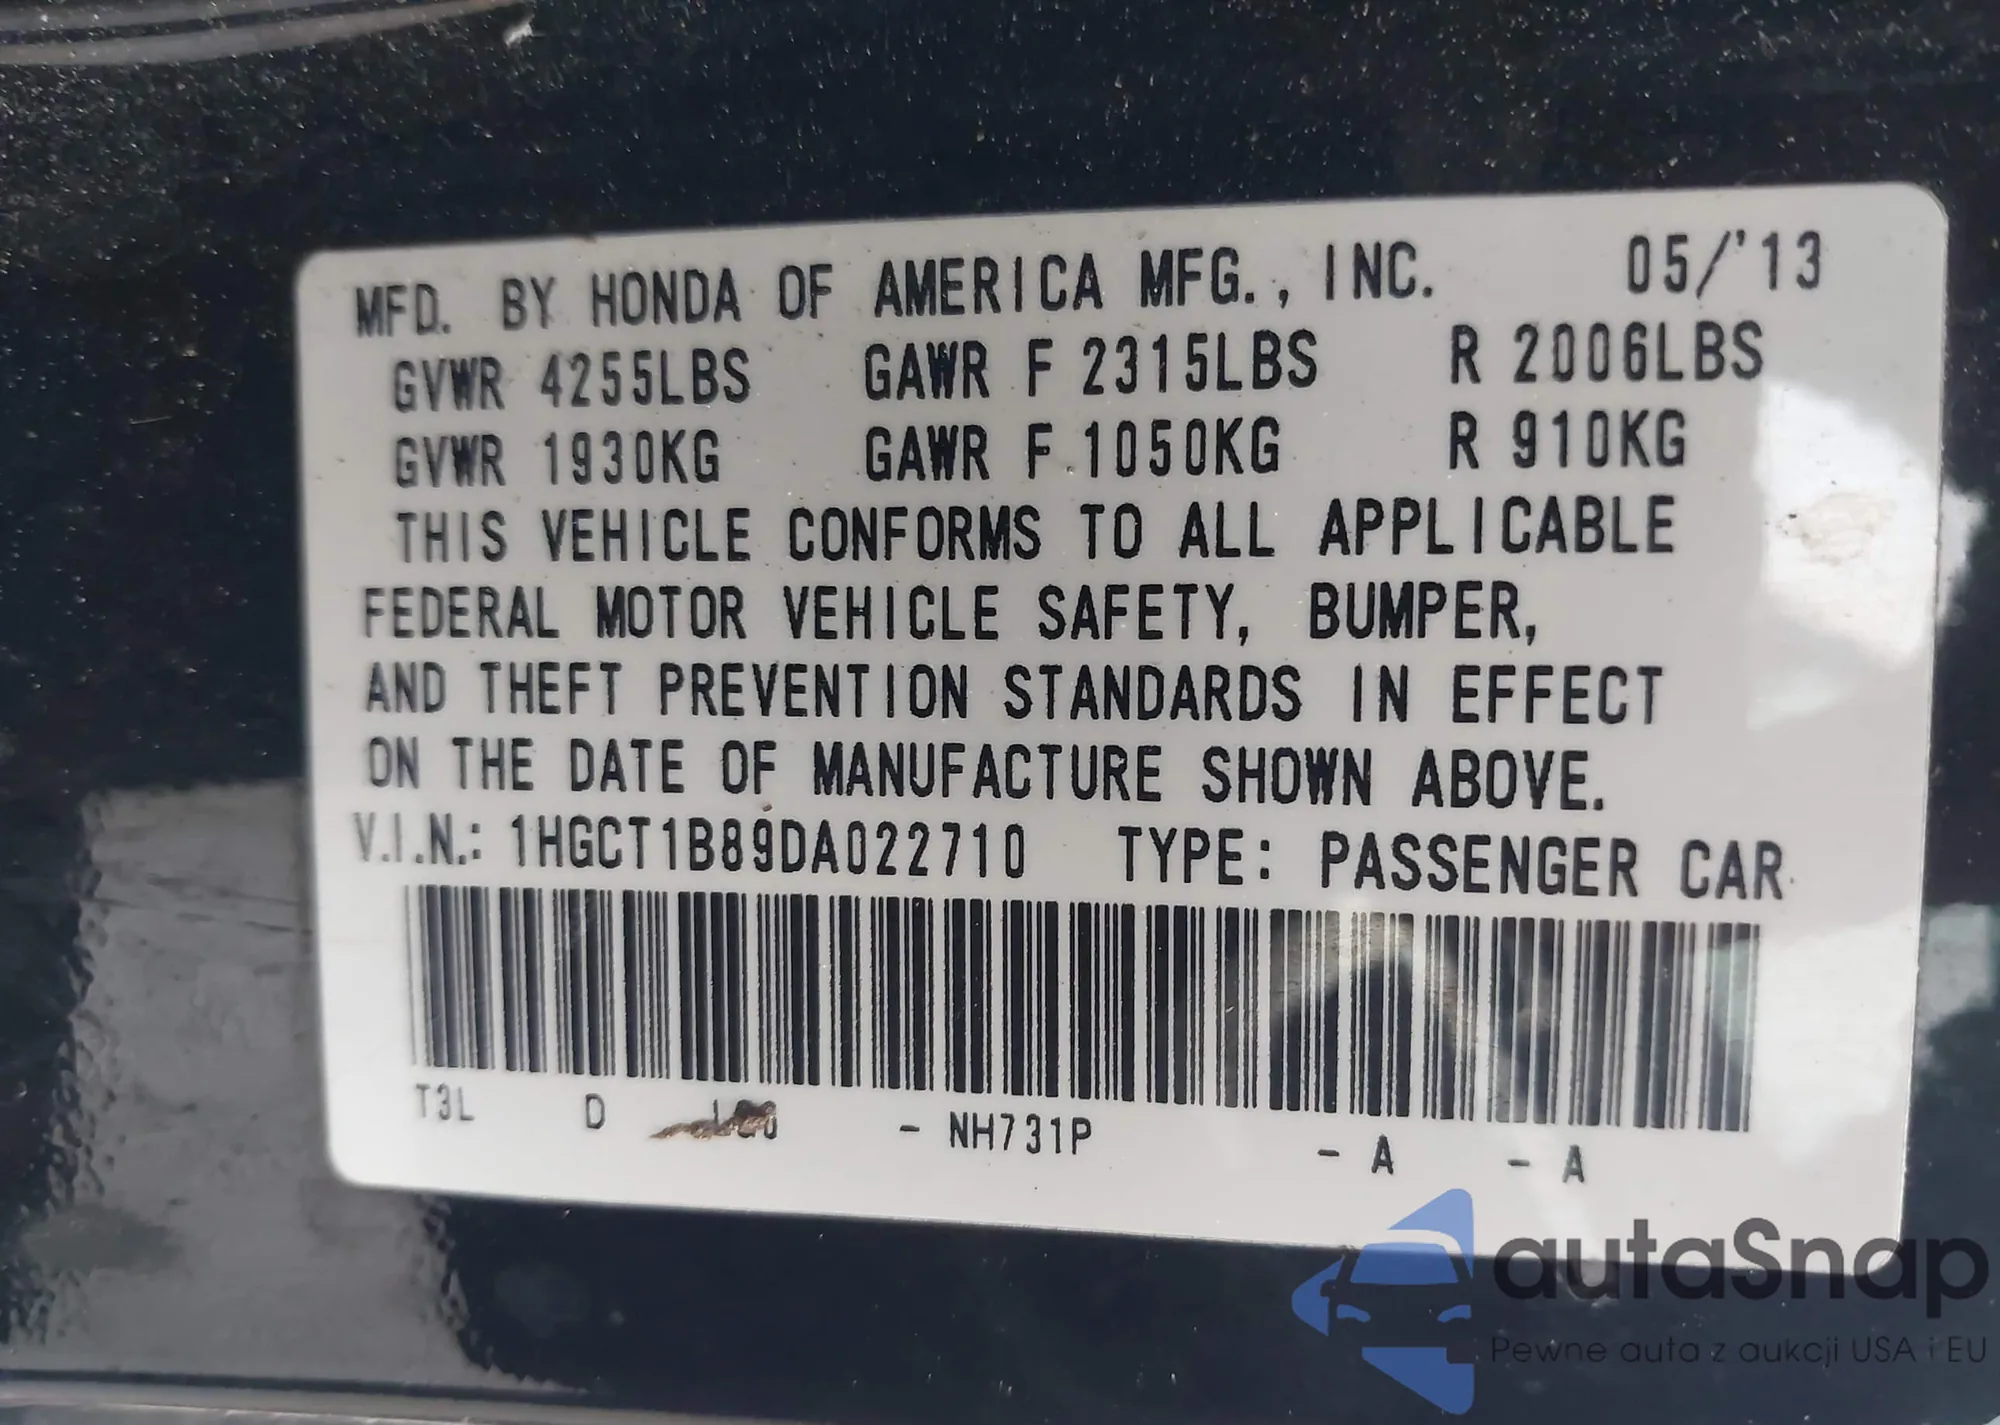 MFD. BY HONDA OF AMERICA MFG., INC. 05/'13
GVWR 4255LBS GAWR F 2315LBS R 2006LBS
GVWR 1930KG GAWR F 1050KG R 910KG
THIS VEHICLE CONFORMS TO ALL APPLICABLE
FEDERAL MOTOR VEHICLE SAFETY, BUMPER,
AND THEFT PREVENTION STANDARDS IN EFFECT
ON THE DATE OF MANUFACTURE SHOWN ABOVE.
V.I.N.: 1HGCT1B89DA022710 TYPE: PASSENGER CAR
T3L D - NH731P - A - A
autaSnap
Pewne auta z aukcji USA i EU